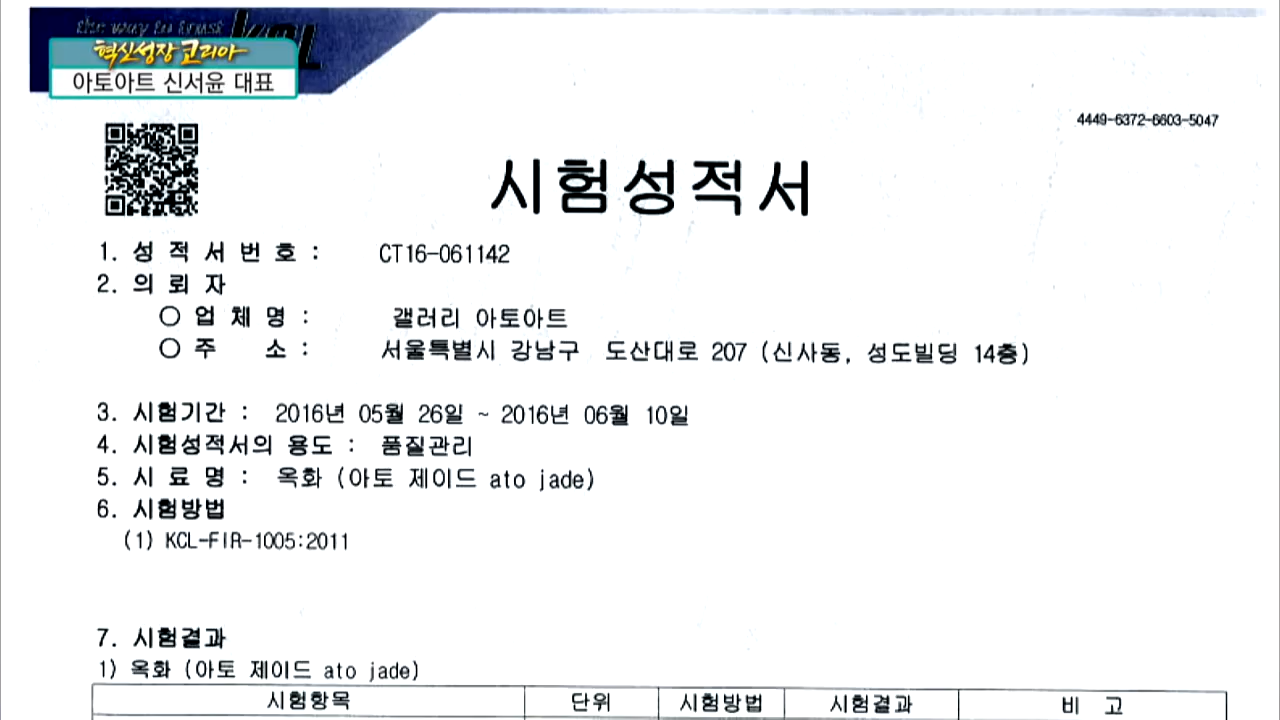 the way to trust KCL
혁신성장 코리아
아토아트 신서윤 대표
4449-6372-6603-5047
시험성적서
1. 성 적 서 번 호 : CT16-061142
2. 의 뢰 자
○ 업 체 명 : 갤러리 아토아트
○ 주 소 : 서울특별시 강남구 도산대로 207 (신사동, 성도빌딩 14층)
3. 시험기간 : 2016년 05월 26일 ~ 2016년 06월 10일
4. 시험성적서의 용도 : 품질관리
5. 시 료 명 : 옥화 (아토 제이드 ato jade)
6. 시험방법
(1) KCL-FIR-1005:2011
7. 시험결과
1) 옥화 (아토 제이드 ato jade)
시험항목 단위 시험방법 시험결과 비 고